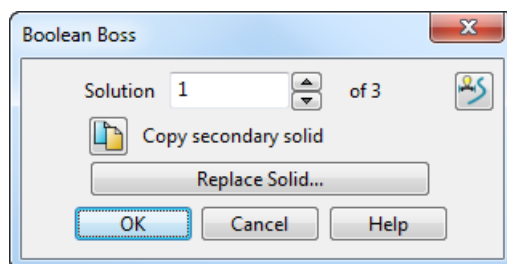 Boolean Boss
Solution 1 of 3
Copy secondary solid
Replace Solid...
OK Cancel Help